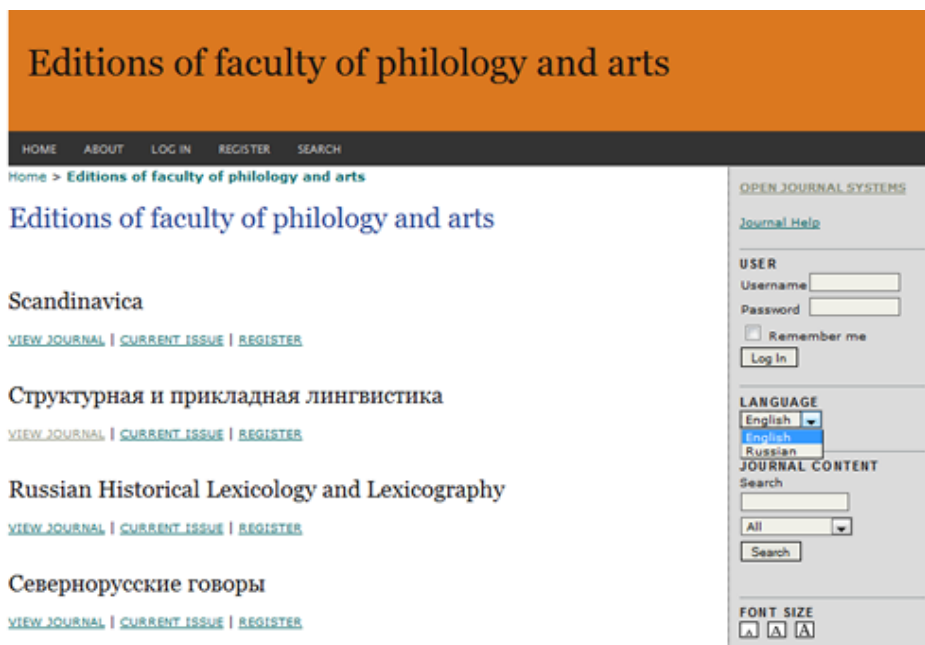 Editions of faculty of philology and arts
HOME ABOUT LOG IN REGISTER SEARCH
Home > Editions of faculty of philology and arts
Editions of faculty of philology and arts
Scandinavica
VIEW JOURNAL | CURRENT ISSUE | REGISTER
Структурная и прикладная лингвистика
VIEW JOURNAL | CURRENT ISSUE | REGISTER
Russian Historical Lexicology and Lexicography
VIEW JOURNAL | CURRENT ISSUE | REGISTER
Севернорусские говоры
VIEW JOURNAL | CURRENT ISSUE | REGISTER
OPEN JOURNAL SYSTEMS
Journal Help
USER
Username
Password
Remember me
Log In
LANGUAGE
English
English
Russian
JOURNAL CONTENT
Search
All
Search
FONT SIZE
A A A